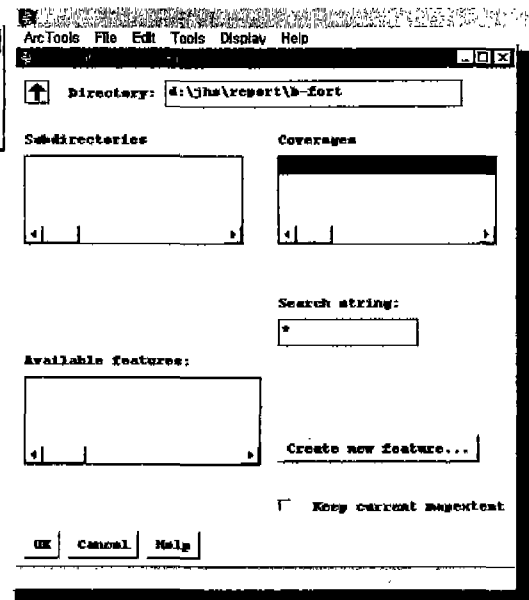 ArcTools File Edit Tools Display Help
Directory: d:\jhs\report\b-fort
Subdirectories Coverages
Search string:
*
Available features:
Create new feature...
Keep current mapextent
OK Cancel Help